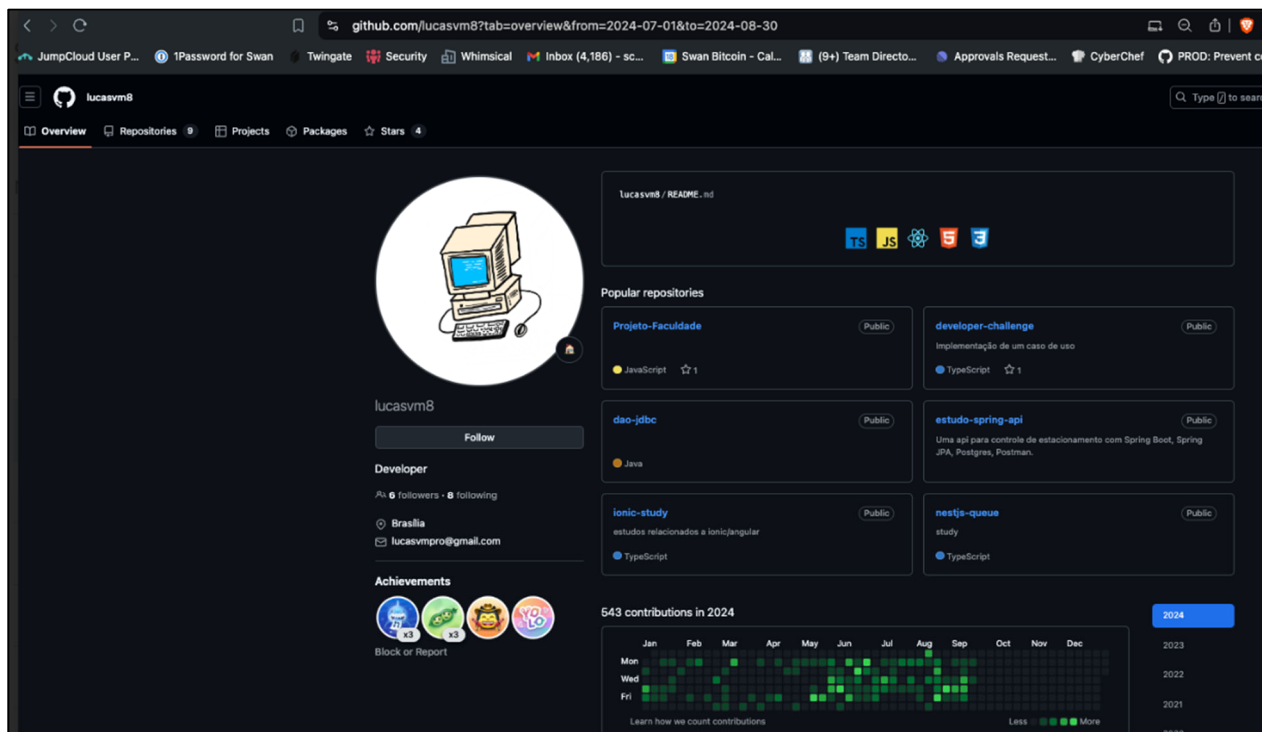 github.com/lucasvm8?tab=overview&from=2024-07-01&to=2024-08-30
JumpCloud User P... 1Password for Swan Twingate Security Whimsical Inbox (4,186) - sc... Swan Bitcoin - Cal... (9+) Team Directo... Approvals Request... CyberChef PROD: Prevent co
lucasvm8
Type / to sear
Overview Repositories 9 Projects Packages Stars 4
lucasvm8/README.md
TS JS 5 3
Popular repositories
Projeto-Faculdade Public
JavaScript 1
developer-challenge Public
Implementação de um caso de uso
TypeScript 1
dao-jdbc Public
Java
estudo-spring-api Public
Uma api para controle de estacionamento com Spring Boot, Spring
JPA, Postgres, Postman.
ionic-study Public
estudos relacionados a ionic/angular
TypeScript
nestjs-queue Public
study
TypeScript
lucasvm8
Follow
Developer
6 followers · 8 following
Brasília
lucasvmpro@gmail.com
Achievements
x3 x3 YOLO
Block or Report
543 contributions in 2024
Jan Feb Mar Apr May Jun Jul Aug Sep Oct Nov Dec
Mon
Wed
Fri
Learn how we count contributions Less More
2024
2023
2022
2021